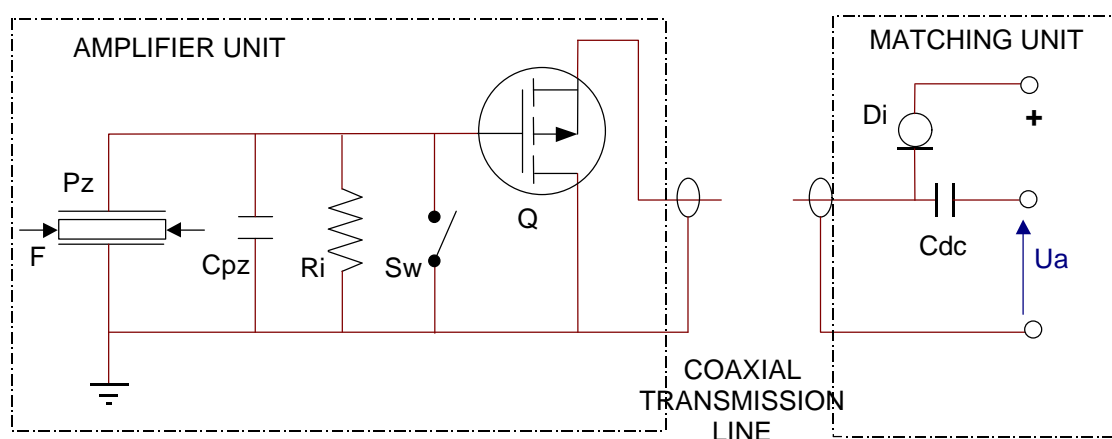 AMPLIFIER UNIT
MATCHING UNIT
Di
+
Pz
F
Cpz
Ri
Sw
Q
Cdc
Ua
COAXIAL
TRANSMISSION
LINE